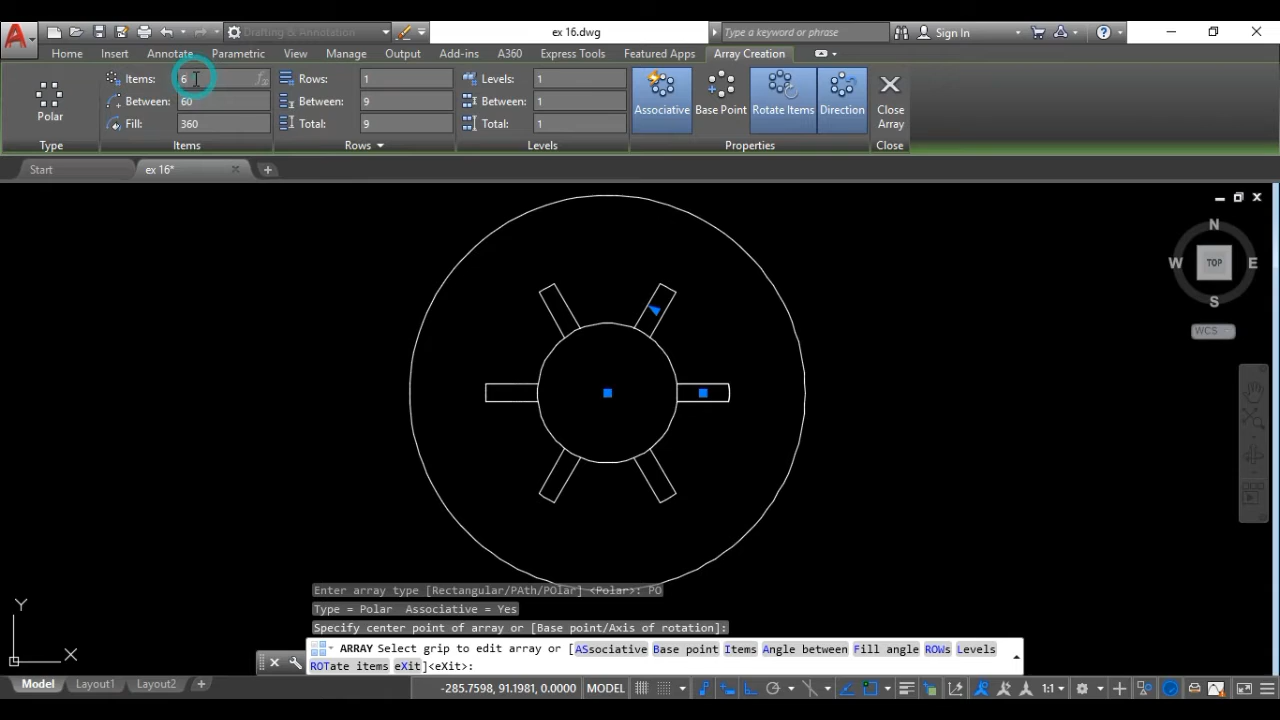 Drafting & Annotation
ex 16.dwg
Type a keyword or phrase
Sign In
Home Insert Annotate Parametric View Manage Output Add-ins A360 Express Tools Featured Apps Array Creation
Items: 6
Between: 60
Fill: 360
Rows: 1
Between: 9
Total: 9
Levels: 1
Between: 1
Total: 1
Polar
Associative
Base Point
Rotate Items
Direction
Close
Array
Type Items Rows Levels Properties Close
Start
ex 16*
N
W TOP E
S
WCS
Enter array type [Rectangular/PAth/POlar] <Polar>: PO
Type = Polar Associative = Yes
Specify center point of array or [Base point/Axis of rotation]:
ARRAY Select grip to edit array or [ASsociative Base point Items Angle between Fill angle ROWs Levels
ROTate items eXit]<eXit>:
Y
X
Model Layout1 Layout2
-285.7598, 91.1981, 0.0000 MODEL 1:1